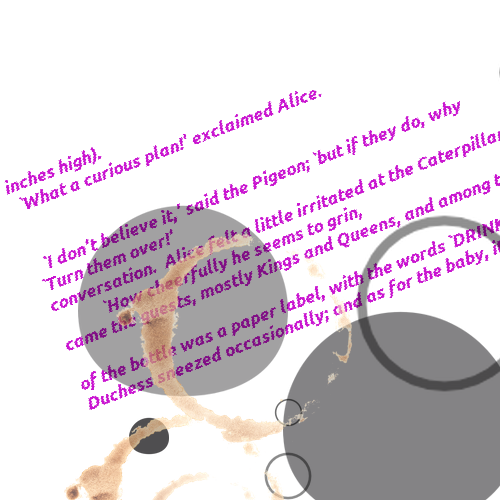 inches high).
`What a curious plan!' exclaimed Alice.
`I don't believe it,' said the Pigeon; `but if they do, why
`Turn them over!'
conversation. Alice felt a little irritated at the Caterpillar
`How cheerfully he seems to grin,
came the guests, mostly Kings and Queens, and among t
of the bottle was a paper label, with the words `DRINK
Duchess sneezed occasionally; and as for the baby, it